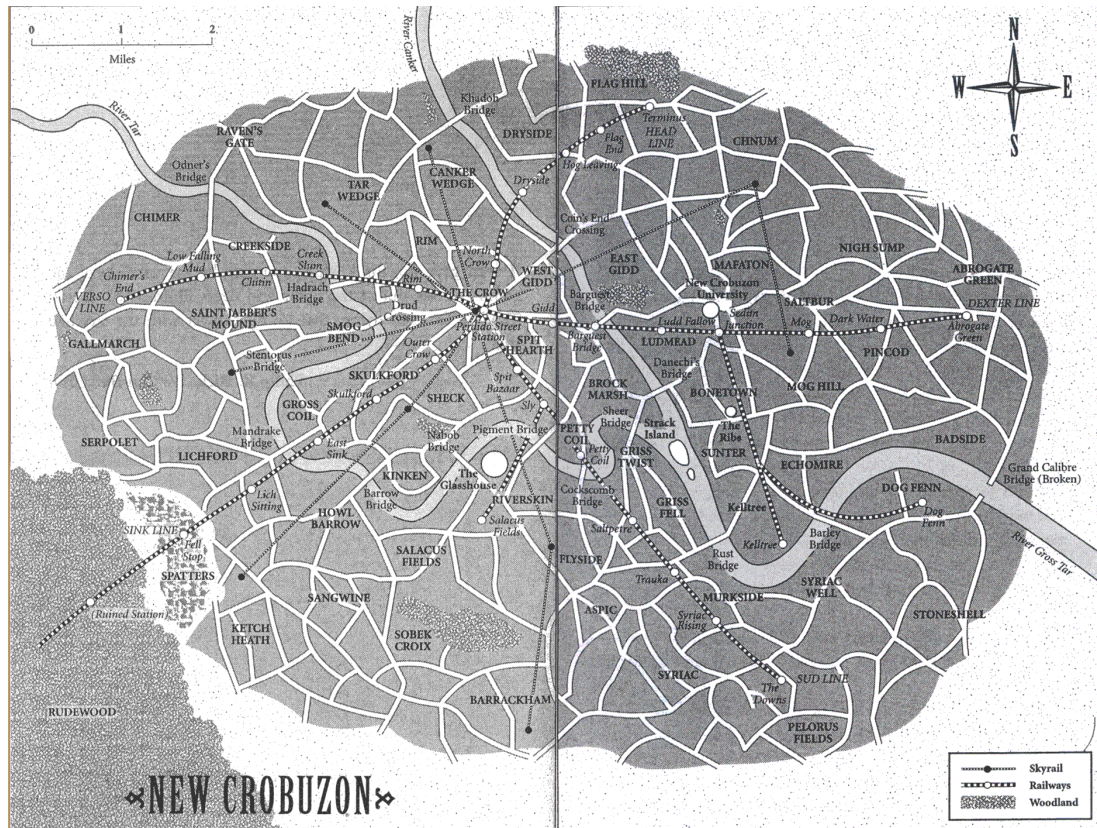 0 1 2
Miles
River Canker
N
W E
S
River Tar
FLAG HILL
Khadoh
Bridge
Terminus
HEAD
LINE
RAVEN'S
GATE
DRYSIDE
Flag
End
CHNUM
Hog Leaving
Odner's
Bridge
CANKER
WEDGE
TAR
WEDGE
Dryside
CHIMER
Coin's End
Crossing
CREEKSIDE
RIM
North
Crow
NIGH SUMP
Low Falling
Mud
Creek
Slum
EAST
GIDD
MAFATON
ABROGATE
GREEN
Chimer's
End
Clutin
Rim
WEST
GIDD
New Crobuzon
University
VERSO
LINE
Hadrach
Bridge
THE CROW
Barguest
Bridge
SALTBUR
DEXTER LINE
Drud
Crossing
Gidd
Sedim
Junction
Dark Water
SAINT JABBER'S
MOUND
Perdido Street
Station
Ludd Fallow
Mog
Abrogate
Green
SMOG
BEND
SPIT
HEARTH
Barguest
Bridge
LUDMEAD
GALLMARCH
Stentorus
Bridge
Outer
Crow
PINCOD
Danechi's
Bridge
SKULKFORD
Spit
Bazaar
BROCK
MARSH
BONETOWN
MOG HILL
Skulkford
GROSS
COIL
SHECK
Sly
Sheer
Bridge
The
Ribs
Mandrake
Bridge
Pigment Bridge
PETTY
COIL
Strack
Island
SERPOLET
East
Sink
Nabob
Bridge
BADSIDE
LICHFORD
Petty
Coil
GRISS
TWIST
SUNTER
ECHOMIRE
Grand Calibre
Bridge (Broken)
KINKEN
The
Glasshouse
Lich
Sitting
Barrow
Bridge
RIVERSKIN
Cockscomb
Bridge
GRISS
FELL
Kelltree
DOG FENN
HOWL
BARROW
Salacus
Fields
Saltpetre
Dog
Fenn
SINK LINE
Kelltree
Barley
Bridge
River Gross Tar
Fell
Stop
SALACUS
FIELDS
FLYSIDE
Rust
Bridge
SPATTERS
Trauka
SYRIAC
WELL
SANGWINE
MURKSIDE
(Ruined Station)
ASPIC
Syriac
Rising
STONESHELL
KETCH
HEATH
SOBEK
CROIX
SYRIAC
SUD LINE
BARRACKHAM
The
Downs
RUDEWOOD
PELORUS
FIELDS
NEW CROBUZON
Skyrail
Railways
Woodland